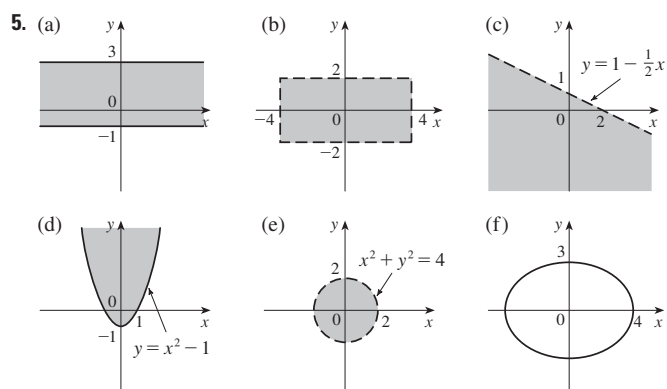 5. (a) y 3 0 x −1
(b) y 2 −4 0 4 x −2
(c) y y = 1 − ½x 1 0 2 x
(d) y 0 1 x −1 y = x² − 1
(e) y x² + y² = 4 2 0 2 x
(f) y 3 0 4 x